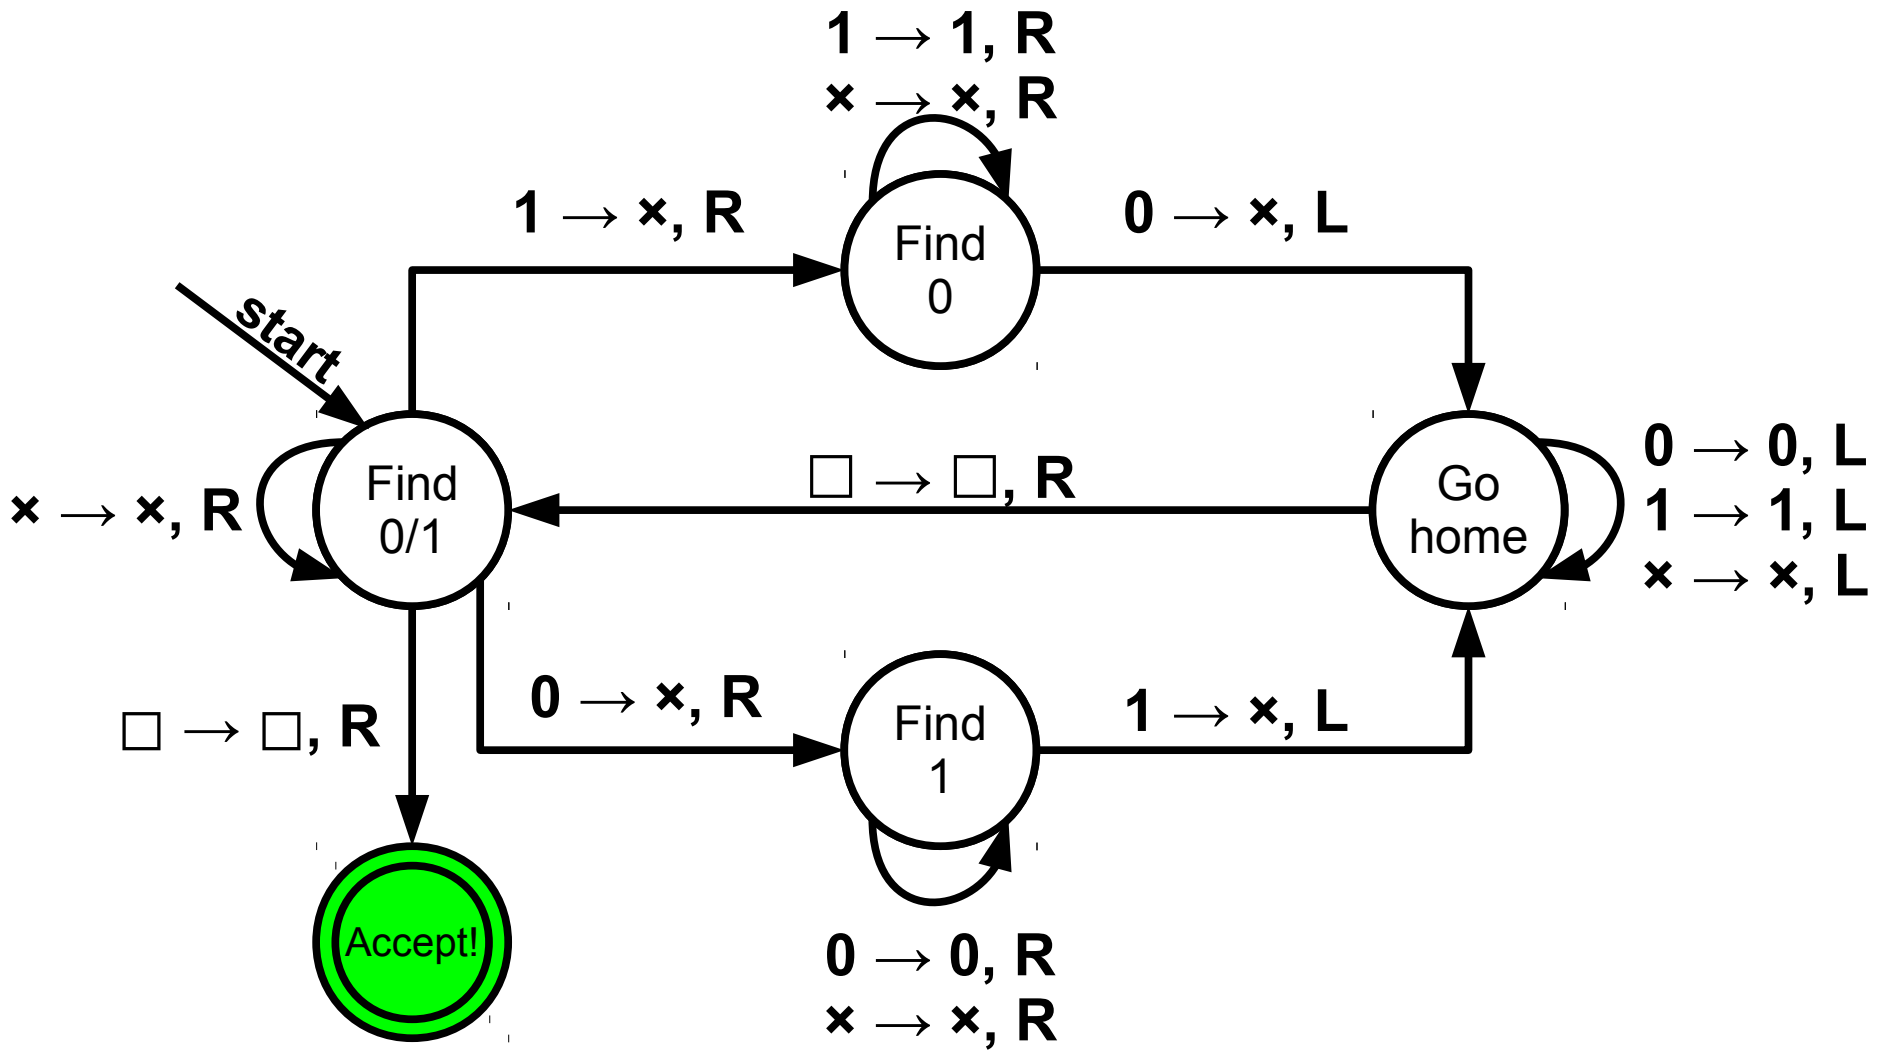 1 → 1, R
× → ×, R
1 → ×, R
Find
0
0 → ×, L
start
× → ×, R
Find
0/1
□ → □, R
Go
home
0 → 0, L
1 → 1, L
× → ×, L
□ → □, R
0 → ×, R
Find
1
1 → ×, L
Accept!
0 → 0, R
× → ×, R